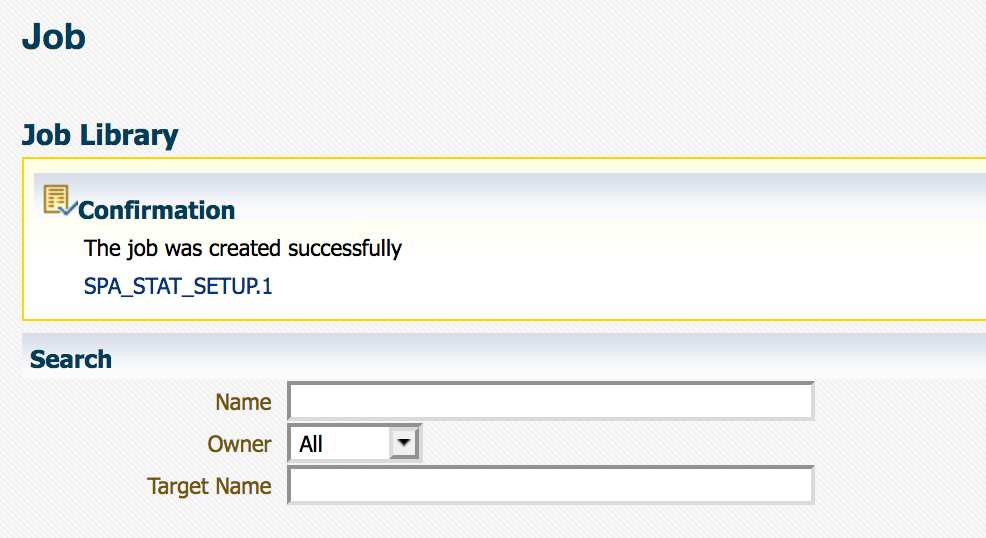 Job
Job Library
Confirmation
The job was created successfully
SPA_STAT_SETUP.1
Search
Name
Owner All
Target Name